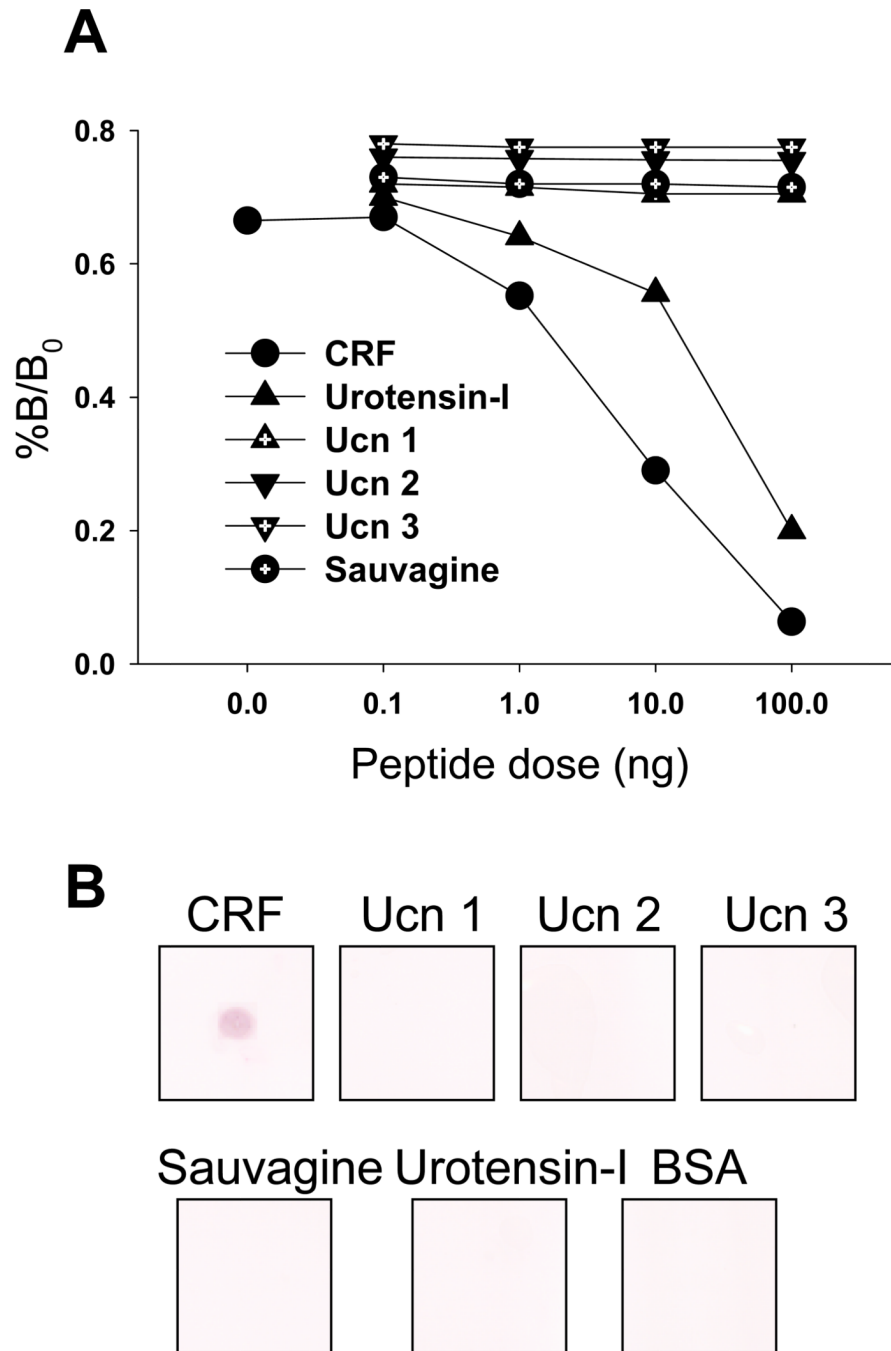 A
0.8
0.6
0.4
0.2
0.0
%B/B₀
CRF
Urotensin-I
Ucn 1
Ucn 2
Ucn 3
Sauvagine
0.0 0.1 1.0 10.0 100.0
Peptide dose (ng)
B
CRF Ucn 1 Ucn 2 Ucn 3
Sauvagine Urotensin-I BSA